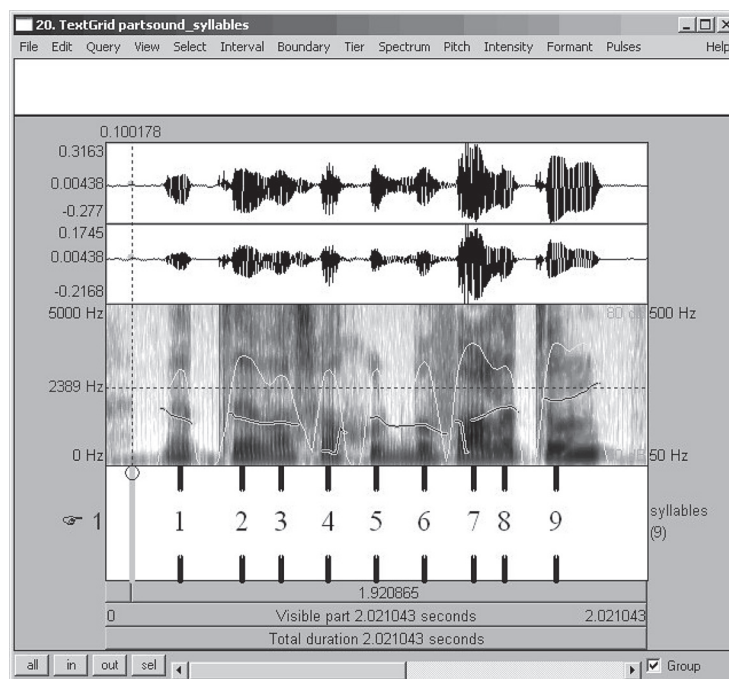 20. TextGrid partsound_syllables
File Edit Query View Select Interval Boundary Tier Spectrum Pitch Intensity Formant Pulses Help
0.100178
0.3163
0.00438
-0.277
0.1745
0.00438
-0.2168
5000 Hz 500 Hz
2389 Hz
0 Hz 50 Hz
1 1 2 3 4 5 6 7 8 9 syllables
(9)
1.920865
0 Visible part 2.021043 seconds 2.021043
Total duration 2.021043 seconds
all in out sel Group